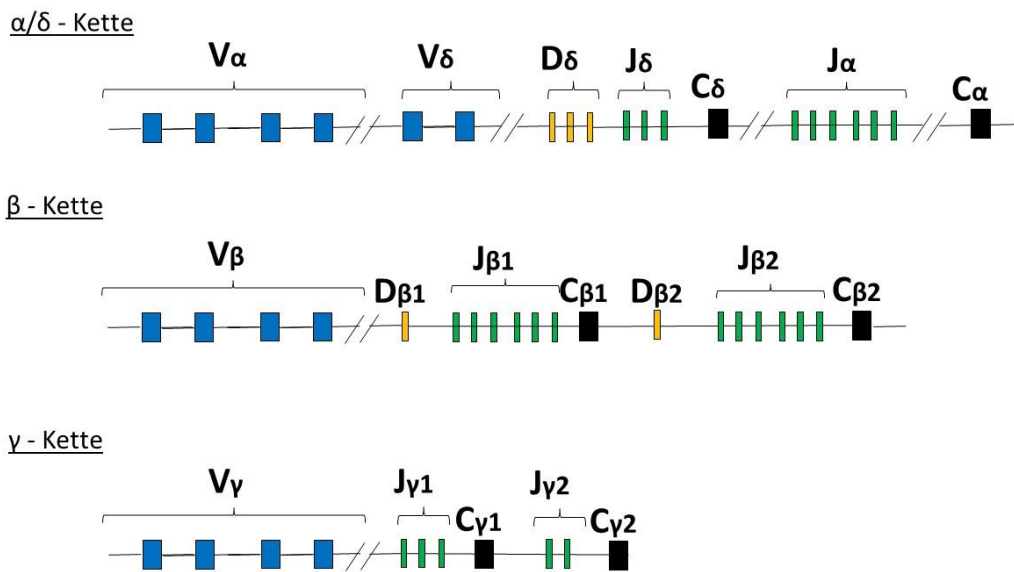 α/δ - Kette
Vα Vδ Dδ Jδ Cδ Jα Cα
β - Kette
Vβ Dβ1 Jβ1 Cβ1 Dβ2 Jβ2 Cβ2
γ - Kette
Vγ Jγ1 Cγ1 Jγ2 Cγ2